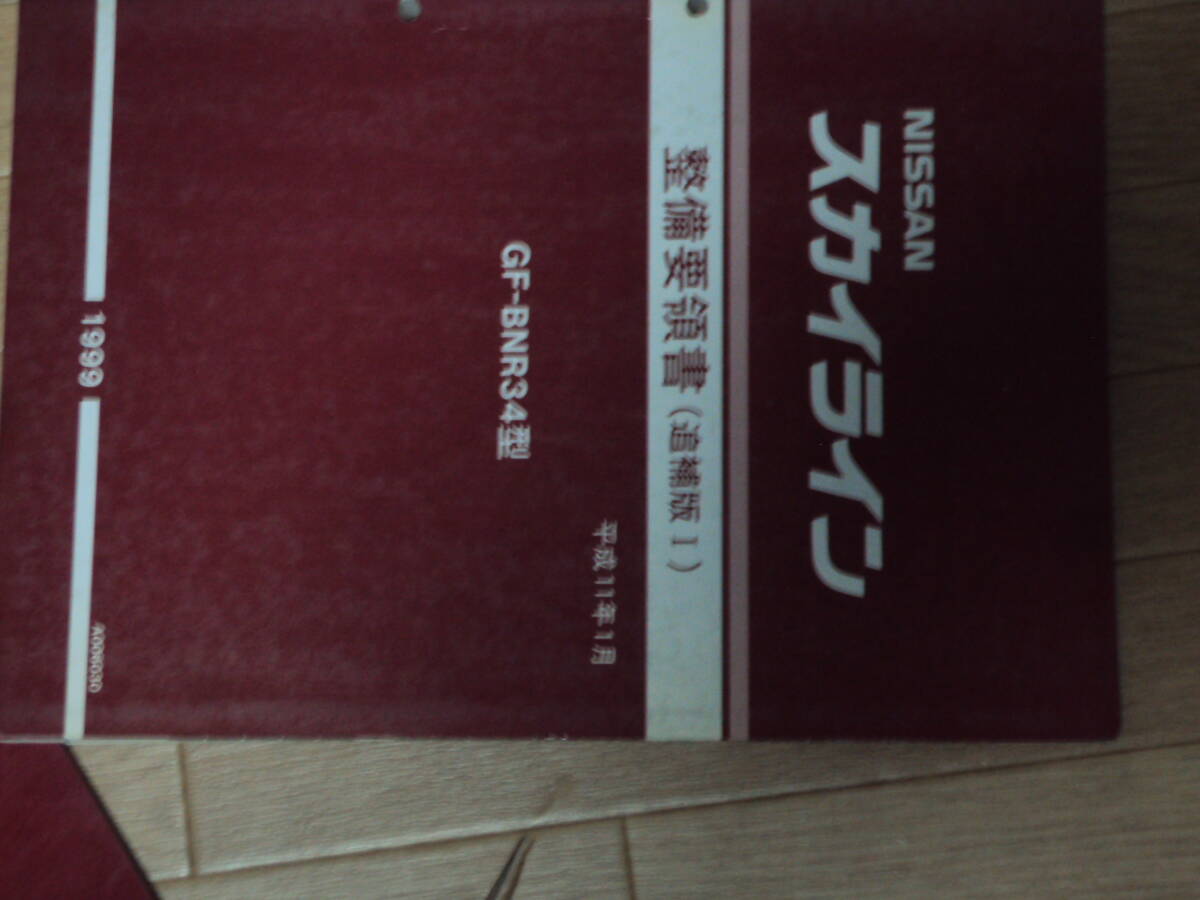 NISSAN
スカイライン
整備要領書(追補版Ⅰ)
平成11年1月
GF-BNR34型
1999
A006030